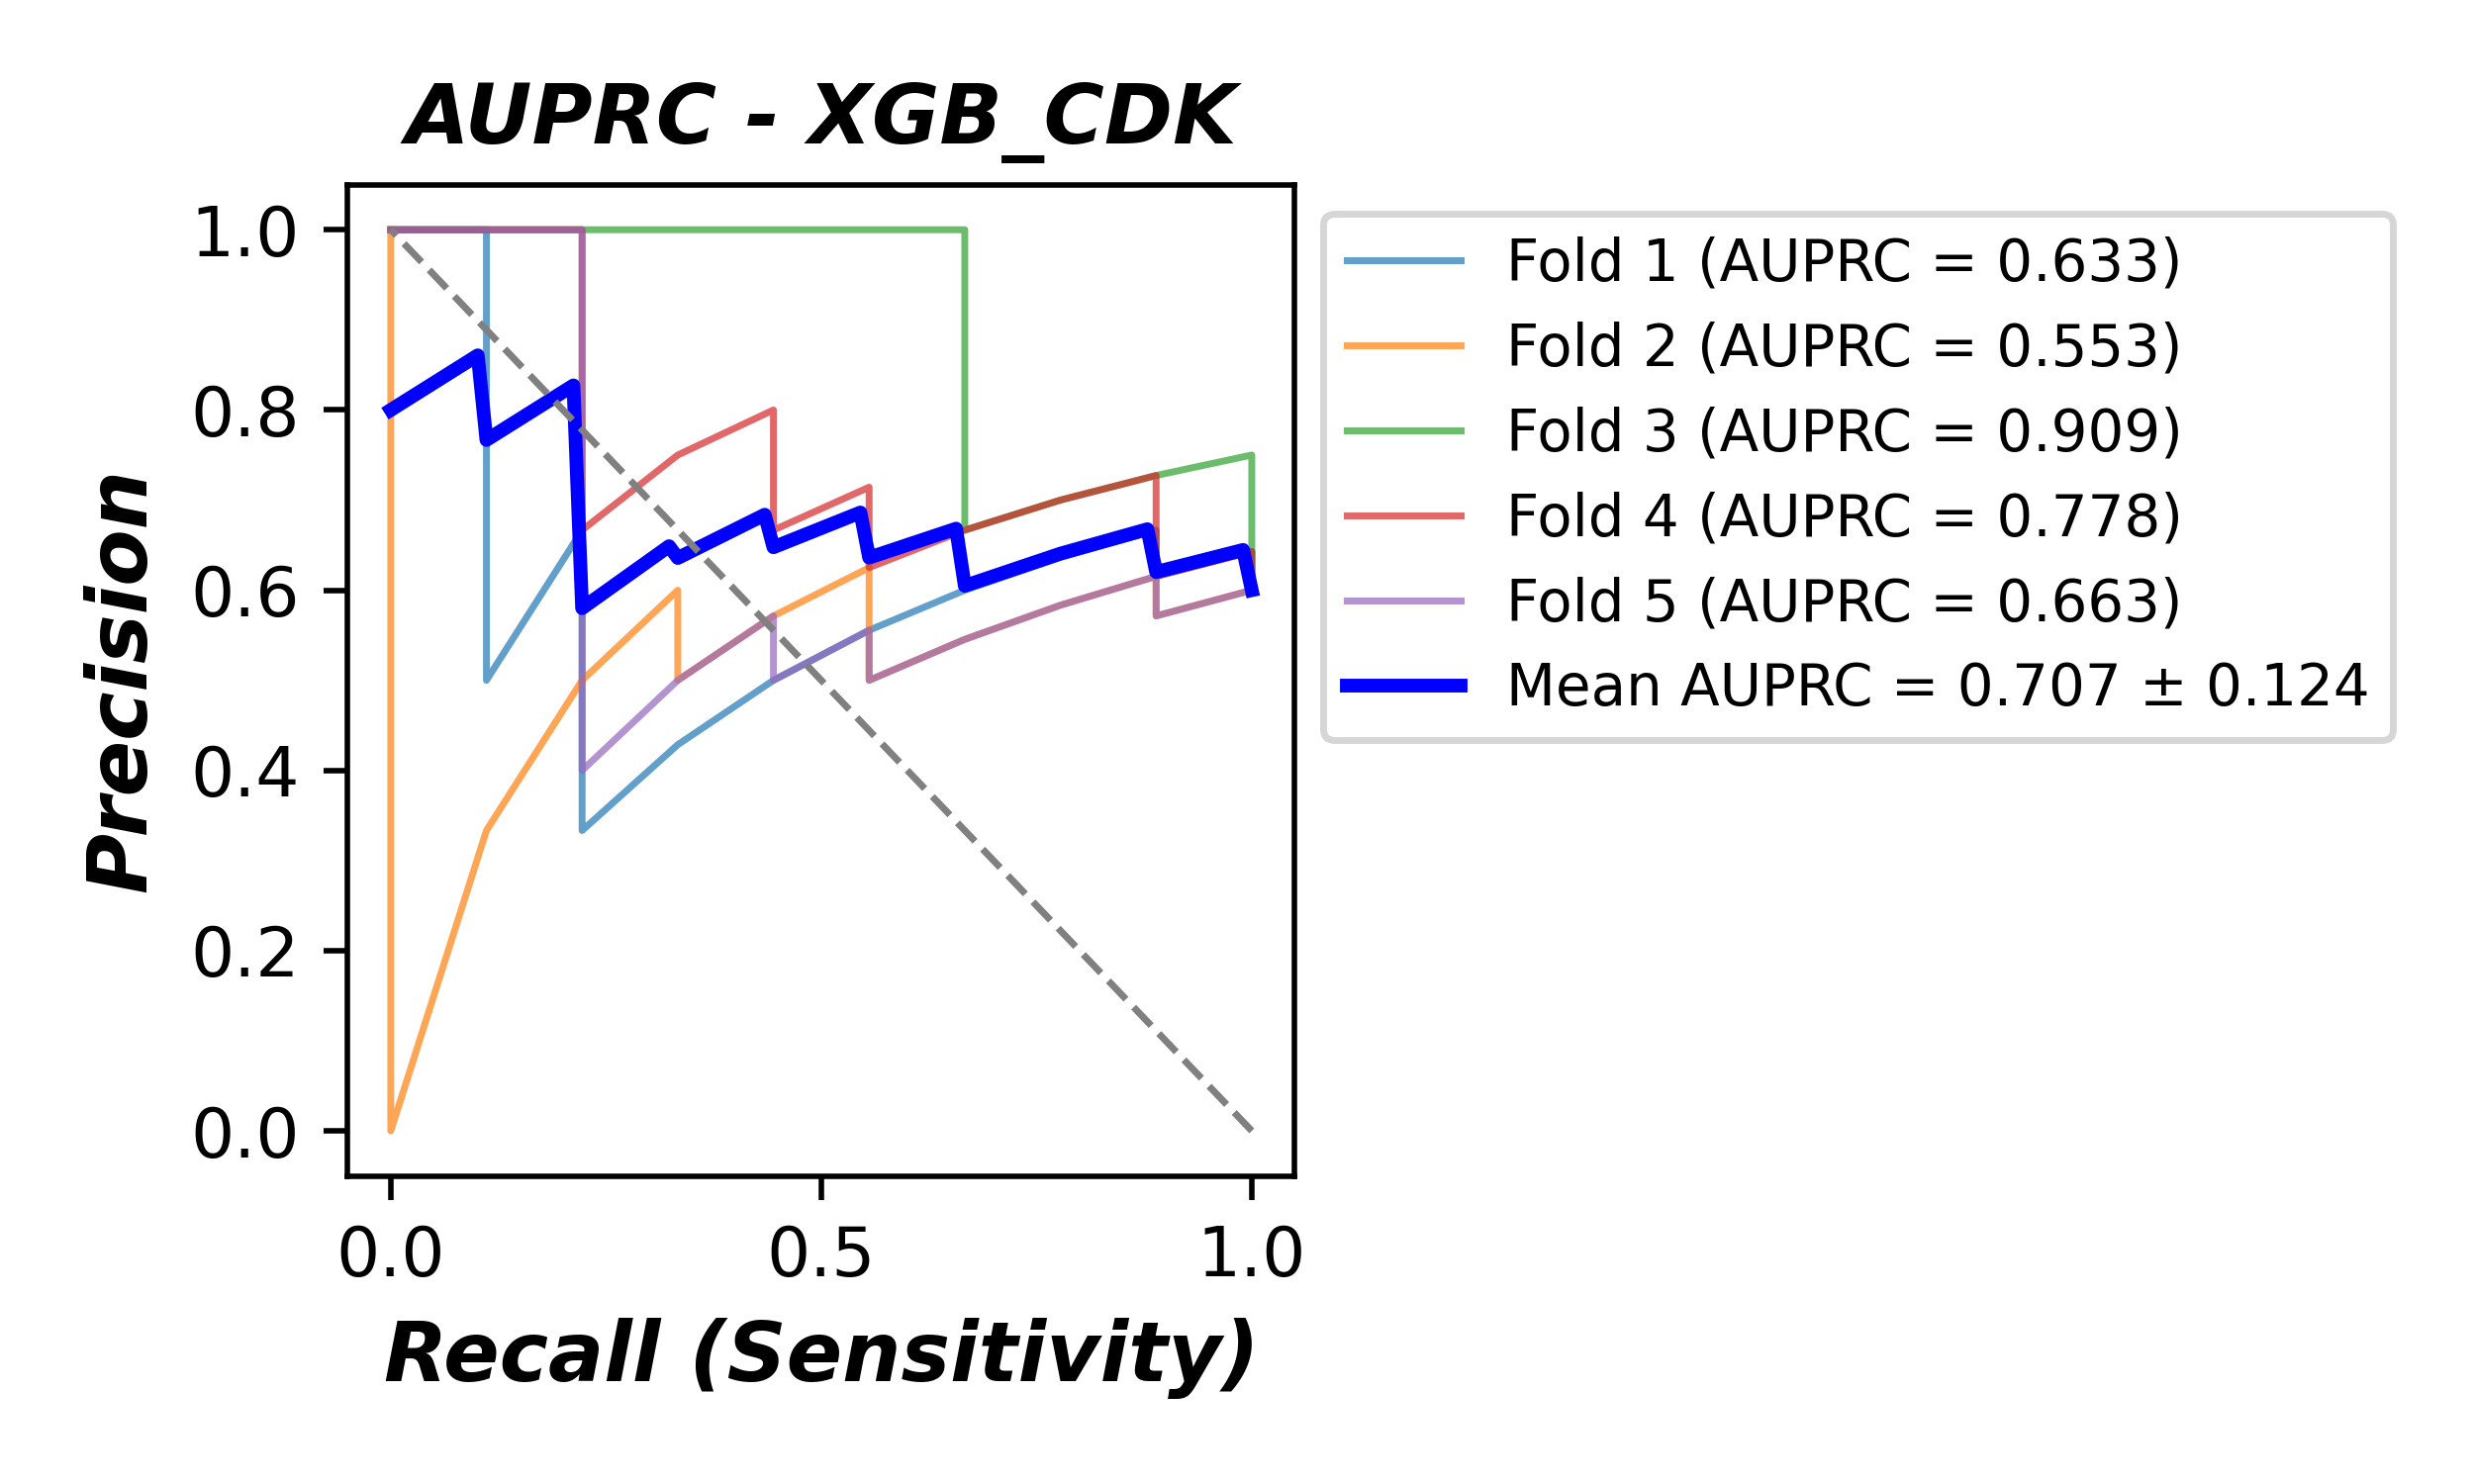 AUPRC - XGB_CDK
Precision
1.0
0.8
0.6
0.4
0.2
0.0
0.0
0.5
1.0
Recall (Sensitivity)
Fold 1 (AUPRC = 0.633)
Fold 2 (AUPRC = 0.553)
Fold 3 (AUPRC = 0.909)
Fold 4 (AUPRC = 0.778)
Fold 5 (AUPRC = 0.663)
Mean AUPRC = 0.707 ± 0.124